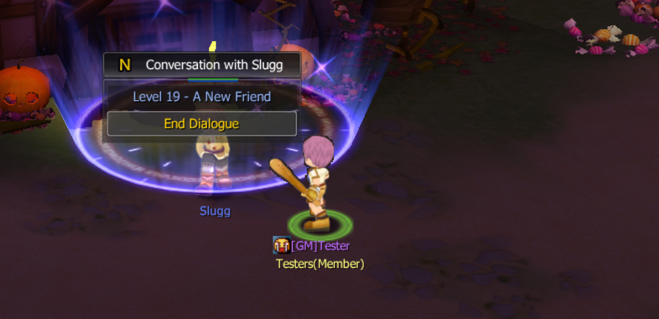 N Conversation with Slugg
Level 19 - A New Friend
End Dialogue
Slugg
[GM]Tester
Testers(Member)